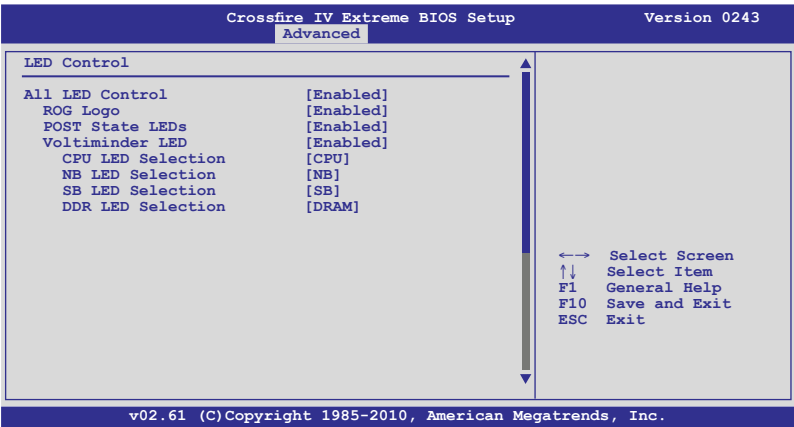 Crossfire IV Extreme BIOS Setup Version 0243
Advanced
LED Control
All LED Control [Enabled]
ROG Logo [Enabled]
POST State LEDs [Enabled]
Voltiminder LED [Enabled]
CPU LED Selection [CPU]
NB LED Selection [NB]
SB LED Selection [SB]
DDR LED Selection [DRAM]
←→ Select Screen
↑↓ Select Item
F1 General Help
F10 Save and Exit
ESC Exit
v02.61 (C)Copyright 1985-2010, American Megatrends, Inc.